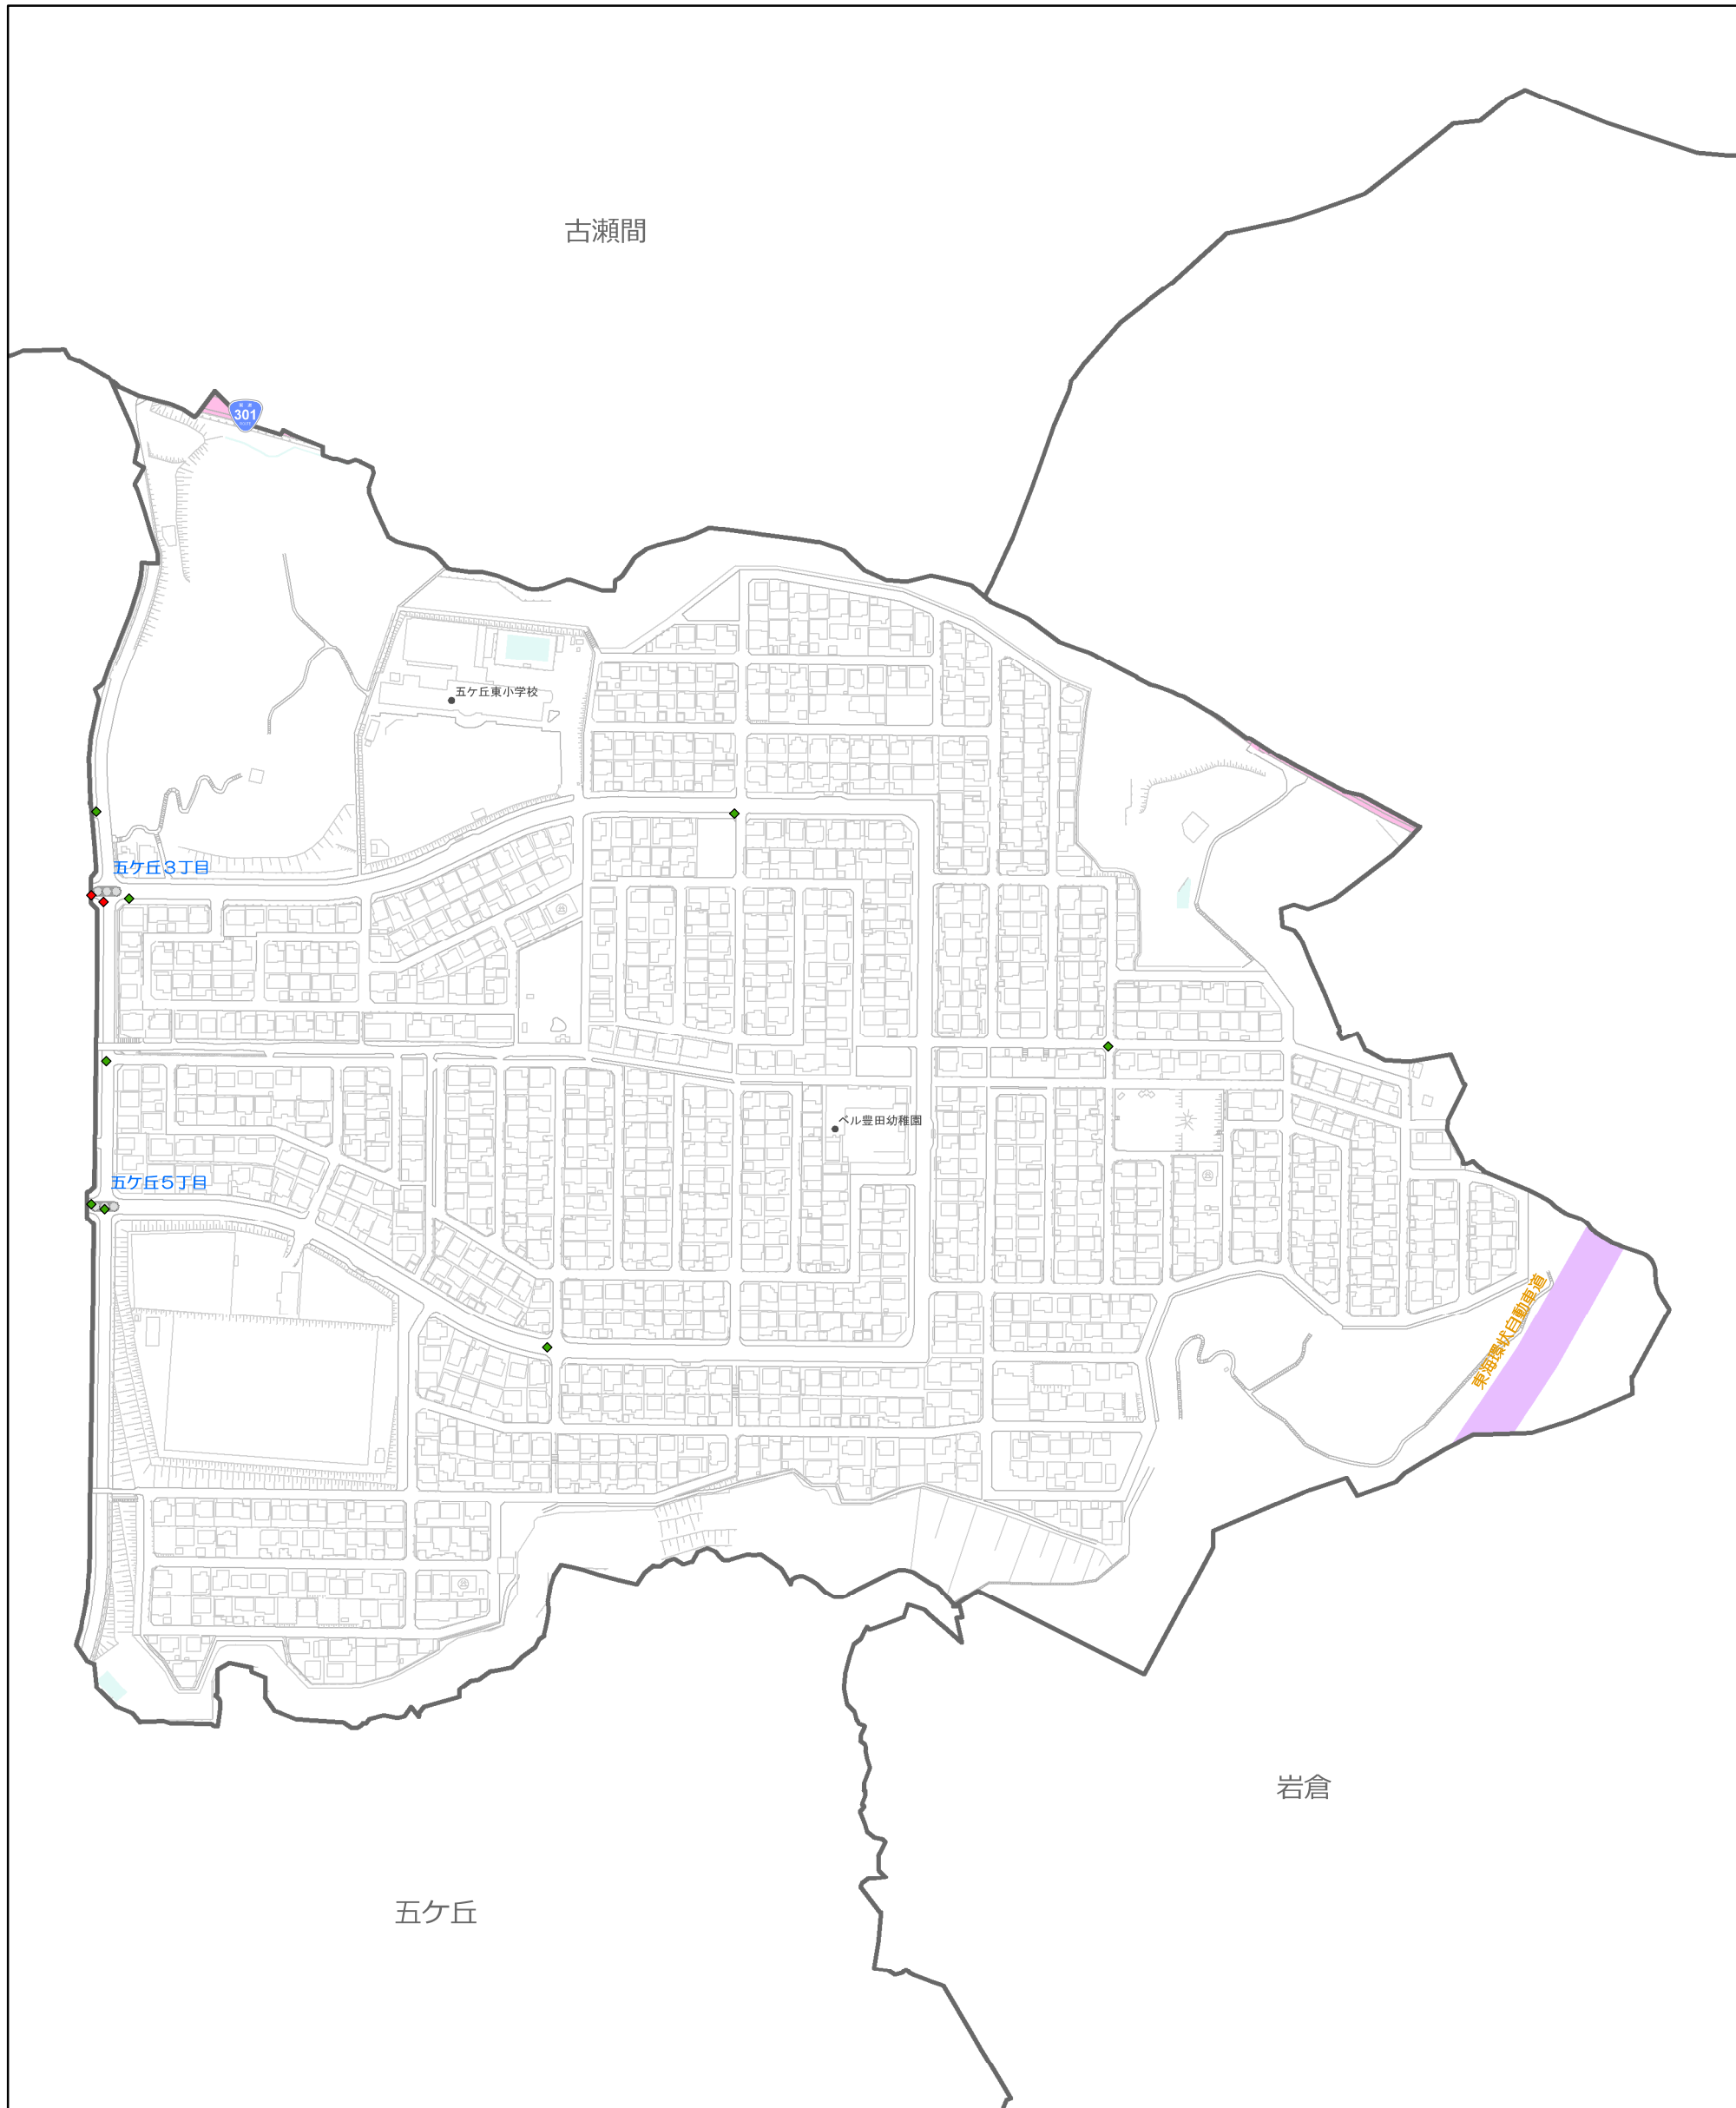 古瀬間
301
五ケ丘東小学校
五ケ丘３丁目
ベル豊田幼稚園
五ケ丘５丁目
東海環状自動車道
岩倉
五ケ丘